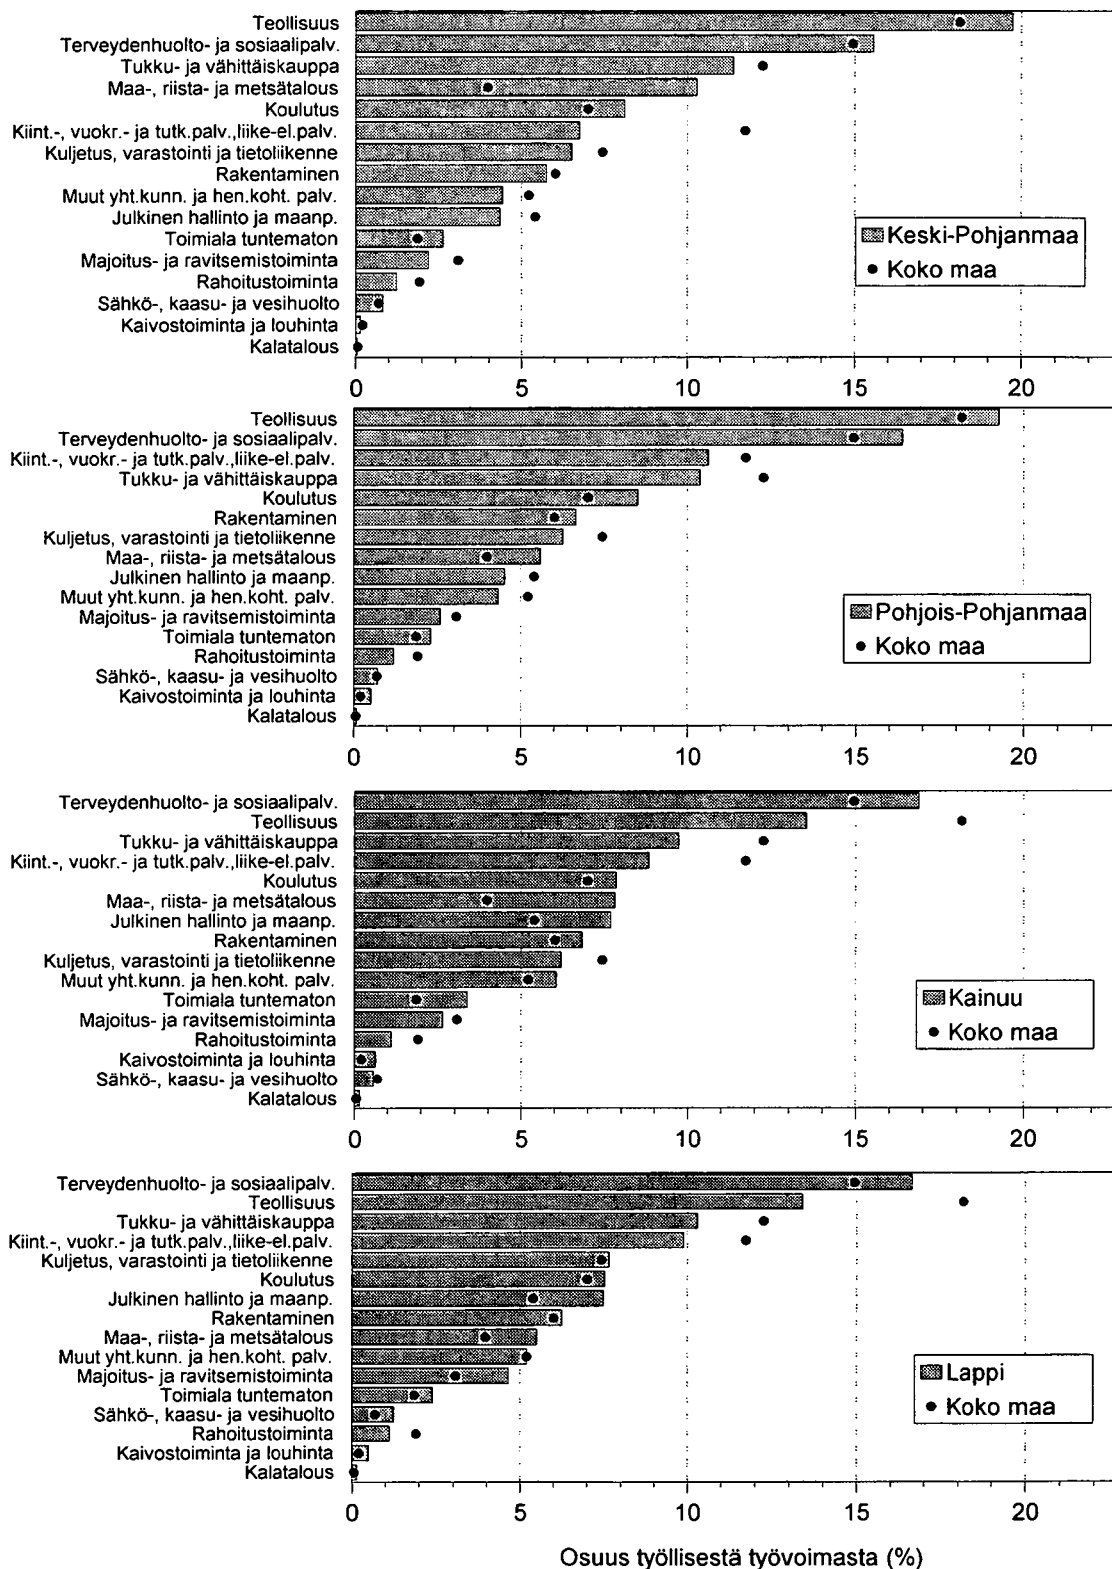 Teollisuus
Terveydenhuolto- ja sosiaalipalv.
Tukku- ja vähittäiskauppa
Maa-, riista- ja metsätalous
Koulutus
Kiint.-, vuokr.- ja tutk.palv.,liike-el.palv.
Kuljetus, varastointi ja tietoliikenne
Rakentaminen
Muut yht.kunn. ja hen.koht. palv.
Julkinen hallinto ja maanp.
Toimiala tuntematon
Majoitus- ja ravitsemistoiminta
Rahoitustoiminta
Sähkö-, kaasu- ja vesihuolto
Kaivostoiminta ja louhinta
Kalatalous
Keski-Pohjanmaa
Koko maa
0 5 10 15 20
Teollisuus
Terveydenhuolto- ja sosiaalipalv.
Kiint.-, vuokr.- ja tutk.palv.,liike-el.palv.
Tukku- ja vähittäiskauppa
Koulutus
Rakentaminen
Kuljetus, varastointi ja tietoliikenne
Maa-, riista- ja metsätalous
Julkinen hallinto ja maanp.
Muut yht.kunn. ja hen.koht. palv.
Majoitus- ja ravitsemistoiminta
Toimiala tuntematon
Rahoitustoiminta
Sähkö-, kaasu- ja vesihuolto
Kaivostoiminta ja louhinta
Kalatalous
Pohjois-Pohjanmaa
Koko maa
0 5 10 15 20
Terveydenhuolto- ja sosiaalipalv.
Teollisuus
Tukku- ja vähittäiskauppa
Kiint.-, vuokr.- ja tutk.palv.,liike-el.palv.
Koulutus
Maa-, riista- ja metsätalous
Julkinen hallinto ja maanp.
Rakentaminen
Kuljetus, varastointi ja tietoliikenne
Muut yht.kunn. ja hen.koht. palv.
Toimiala tuntematon
Majoitus- ja ravitsemistoiminta
Rahoitustoiminta
Kaivostoiminta ja louhinta
Sähkö-, kaasu- ja vesihuolto
Kalatalous
Kainuu
Koko maa
0 5 10 15 20
Terveydenhuolto- ja sosiaalipalv.
Teollisuus
Tukku- ja vähittäiskauppa
Kiint.-, vuokr.- ja tutk.palv.,liike-el.palv.
Kuljetus, varastointi ja tietoliikenne
Koulutus
Julkinen hallinto ja maanp.
Rakentaminen
Maa-, riista- ja metsätalous
Muut yht.kunn. ja hen.koht. palv.
Majoitus- ja ravitsemistoiminta
Toimiala tuntematon
Sähkö-, kaasu- ja vesihuolto
Rahoitustoiminta
Kaivostoiminta ja louhinta
Kalatalous
Lappi
Koko maa
0 5 10 15 20
Osuus työllisestä työvoimasta (%)